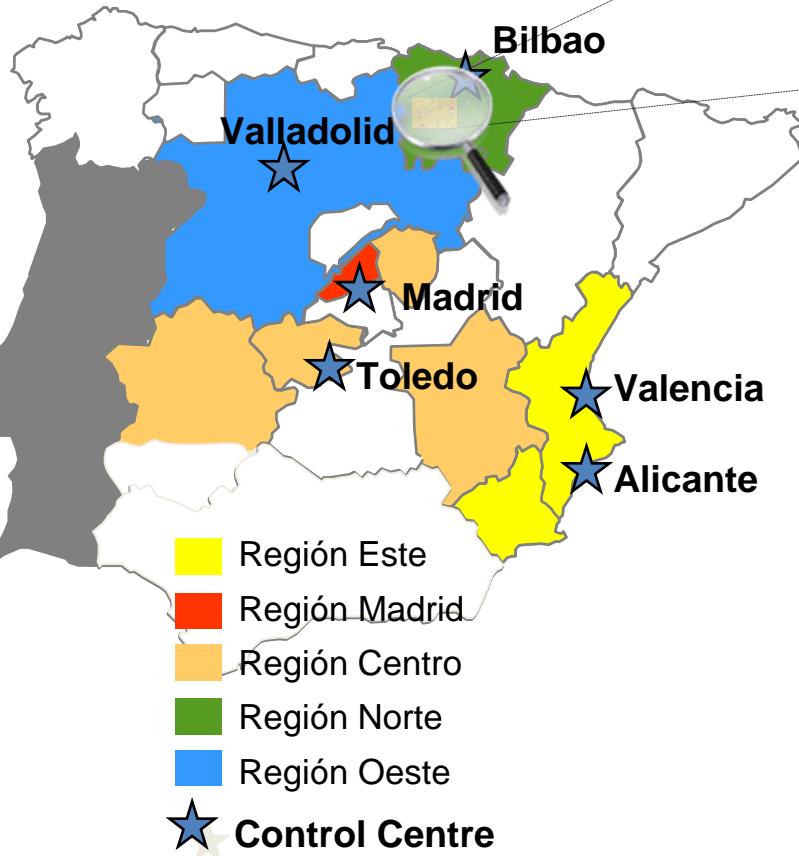 Bilbao
Valladolid
Madrid
Toledo
Valencia
Alicante
Región Este
Región Madrid
Región Centro
Región Norte
Región Oeste
Control Centre